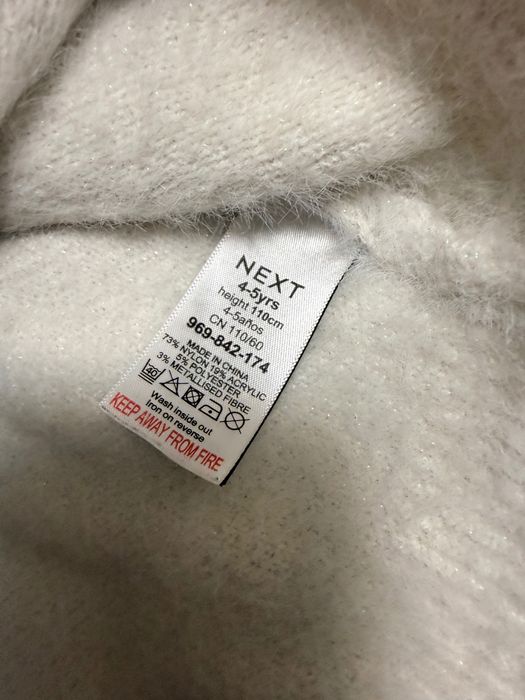 NEXT
4-5yrs
height 110cm
4-5años
CN 110/60
969-842-174
MADE IN CHINA
73% NYLON 19% ACRYLIC
5% POLYESTER
3% METALLISED FIBRE
40
Wash inside out
Iron on reverse
KEEP AWAY FROM FIRE